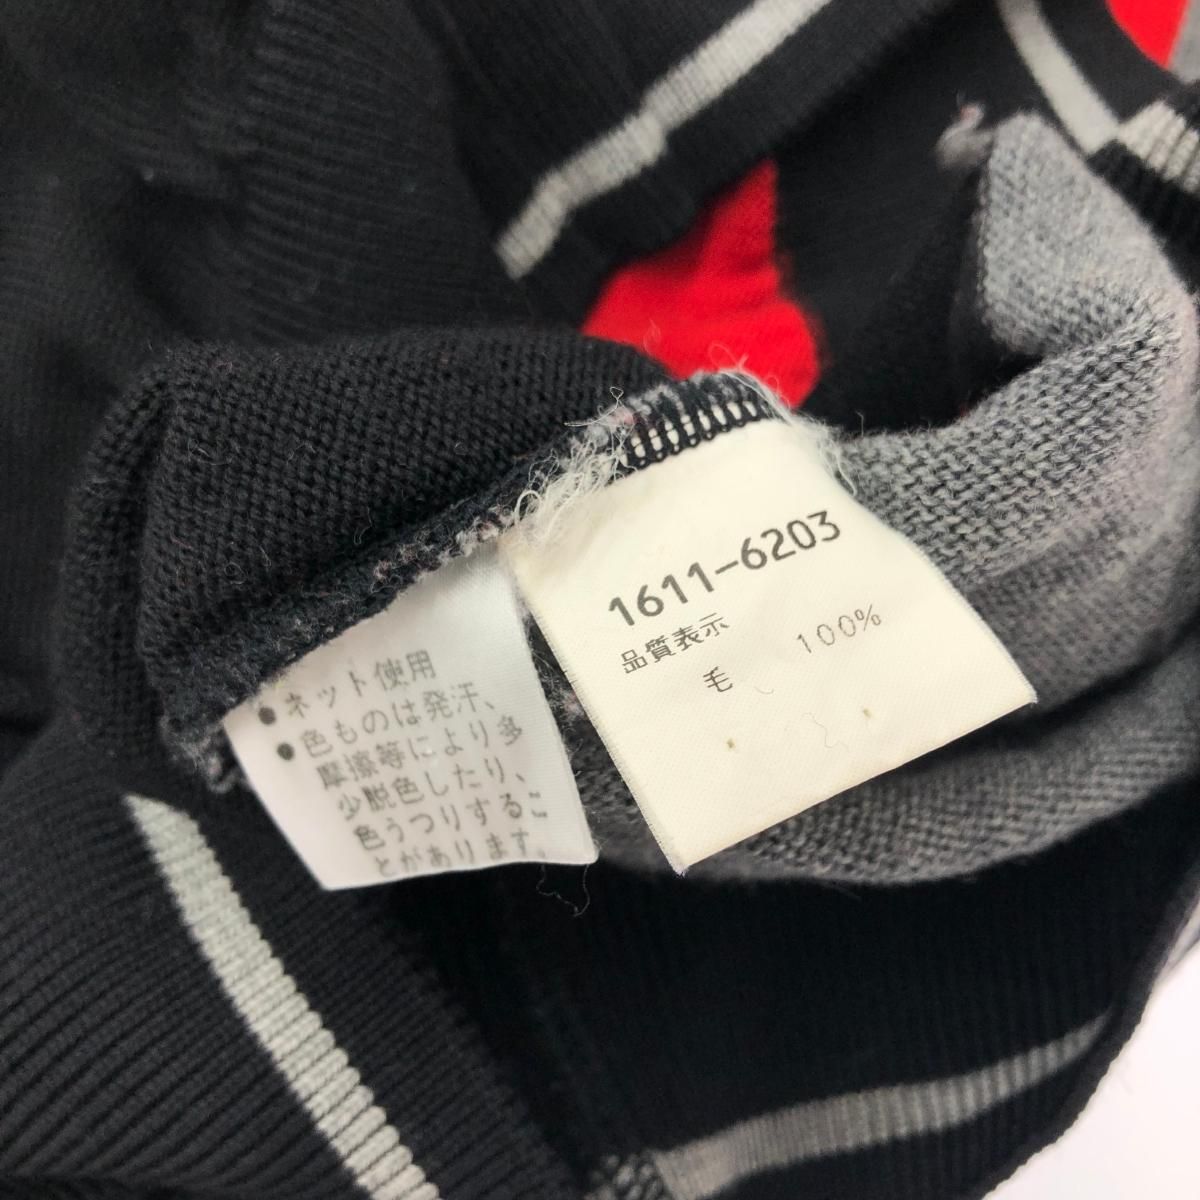 1611-6203
品質表示
毛 100%
● ネット使用
● 色ものは発汗、
摩擦等により多
少脱色したり、
色うつりするこ
とがあります。